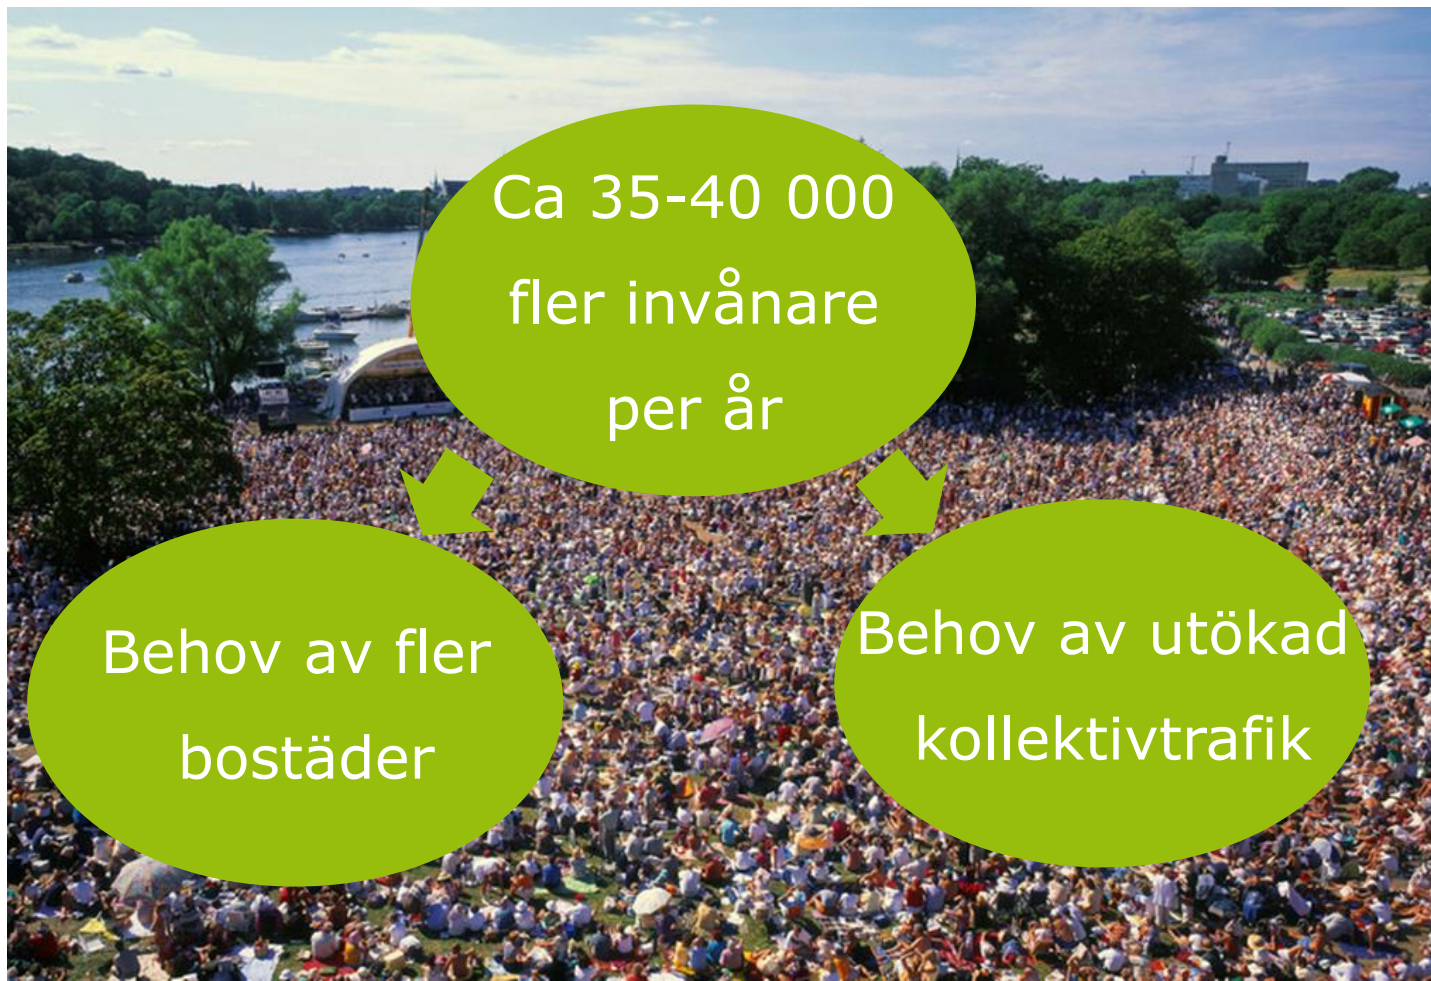 Ca 35-40 000
fler invånare
per år
Behov av fler
bostäder
Behov av utökad
kollektivtrafik